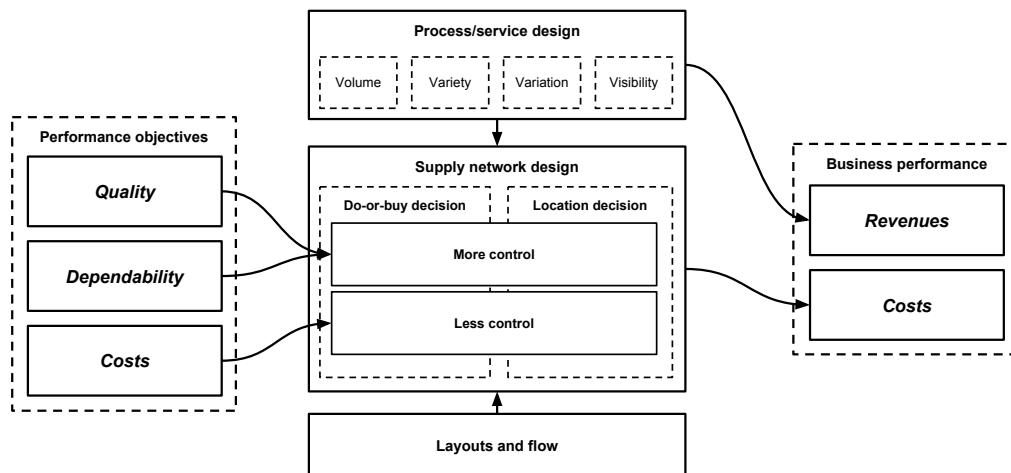 Process/service design
Volume
Variety
Variation
Visibility
Performance objectives
Quality
Dependability
Costs
Supply network design
Do-or-buy decision
Location decision
More control
Less control
Business performance
Revenues
Costs
Layouts and flow